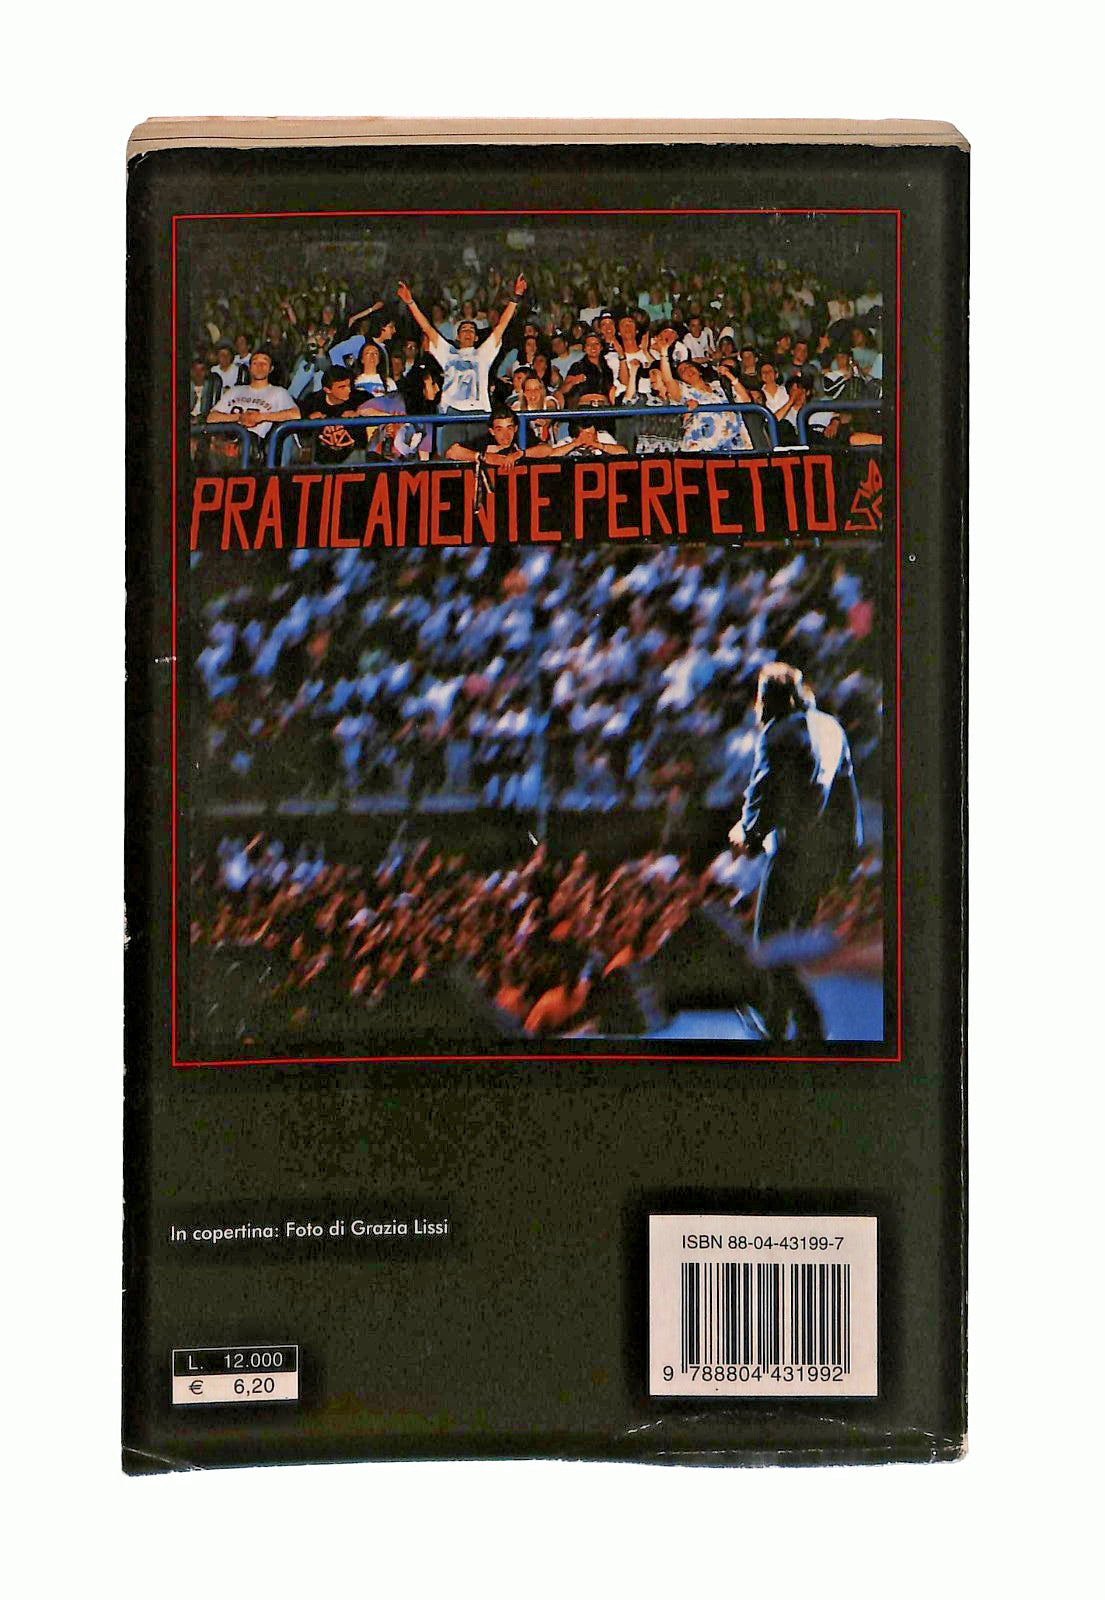 PRATICAMENTE PERFETTO
In copertina: Foto di Grazia Lissi
ISBN 88-04-43199-7
9 788804 431992
L. 12.000
€ 6,20